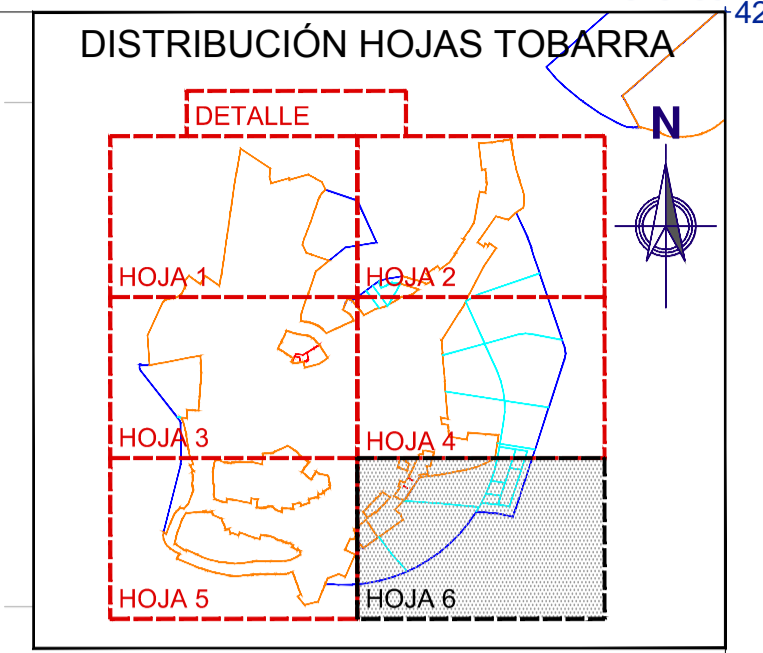 42
DISTRIBUCIÓN HOJAS TOBARRA
DETALLE
N
HOJA 1
HOJA 2
HOJA 3
HOJA 4
HOJA 5
HOJA 6